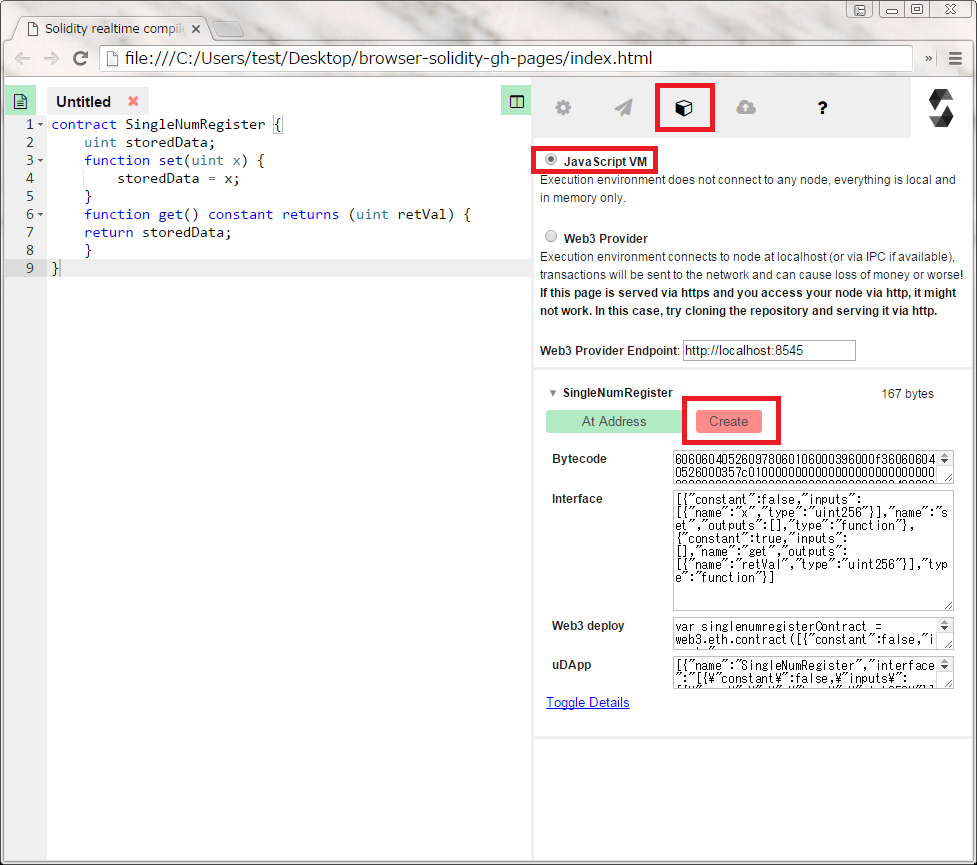 Solidity realtime compil
file:///C:/Users/test/Desktop/browser-solidity-gh-pages/index.html
»
Untitled
?
1 contract SingleNumRegister {
2 uint storedData;
3 function set(uint x) {
4 storedData = x;
5 }
6 function get() constant returns (uint retVal) {
7 return storedData;
8 }
9 }
JavaScript VM
Execution environment does not connect to any node, everything is local and
in memory only.
Web3 Provider
Execution environment connects to node at localhost (or via IPC if available),
transactions will be sent to the network and can cause loss of money or worse!
If this page is served via https and you access your node via http, it might
not work. In this case, try cloning the repository and serving it via http.
Web3 Provider Endpoint: http://localhost:8545
SingleNumRegister 167 bytes
At Address Create
Bytecode
6060604052609780601060003960 00f36060604
Interface
[{"constant":false,"inputs":
[{"name":"x","type":"uint256"}],"name":"s
et","outputs":[],"type":"function"},
{"constant":true,"inputs":
[],"name":"get","outputs":
[{"name":"retVal","type":"uint256"}],"typ
e":"function"}]
Web3 deploy
var singlenumregisterContract =
web3.eth.contract([{"constant":false,"i
uDApp
[{"name":"SingleNumRegister","interface
":"[{¥"constant¥":false,¥"inputs¥":
Toggle Details